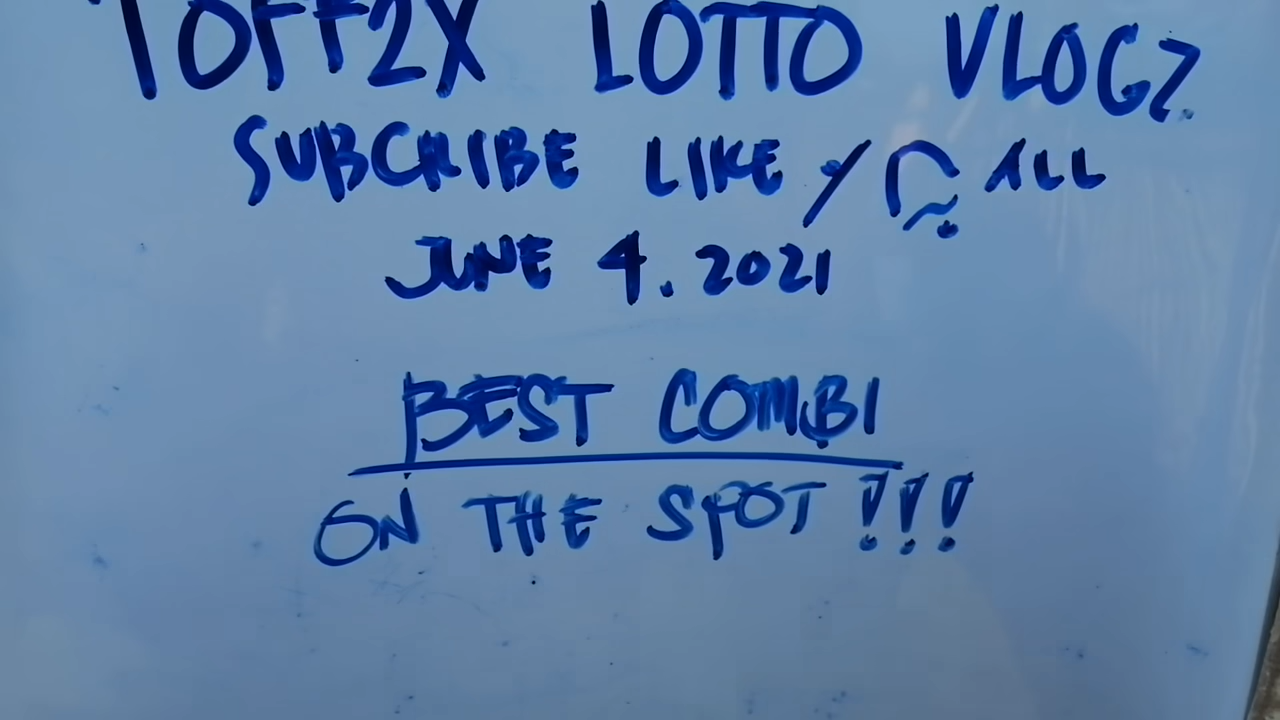 TOFF2X LOTTO VLOGZ
SUBCRIBE LIKE / ALL
JUNE 4. 2021
BEST COMBI
ON THE SPOT !!!